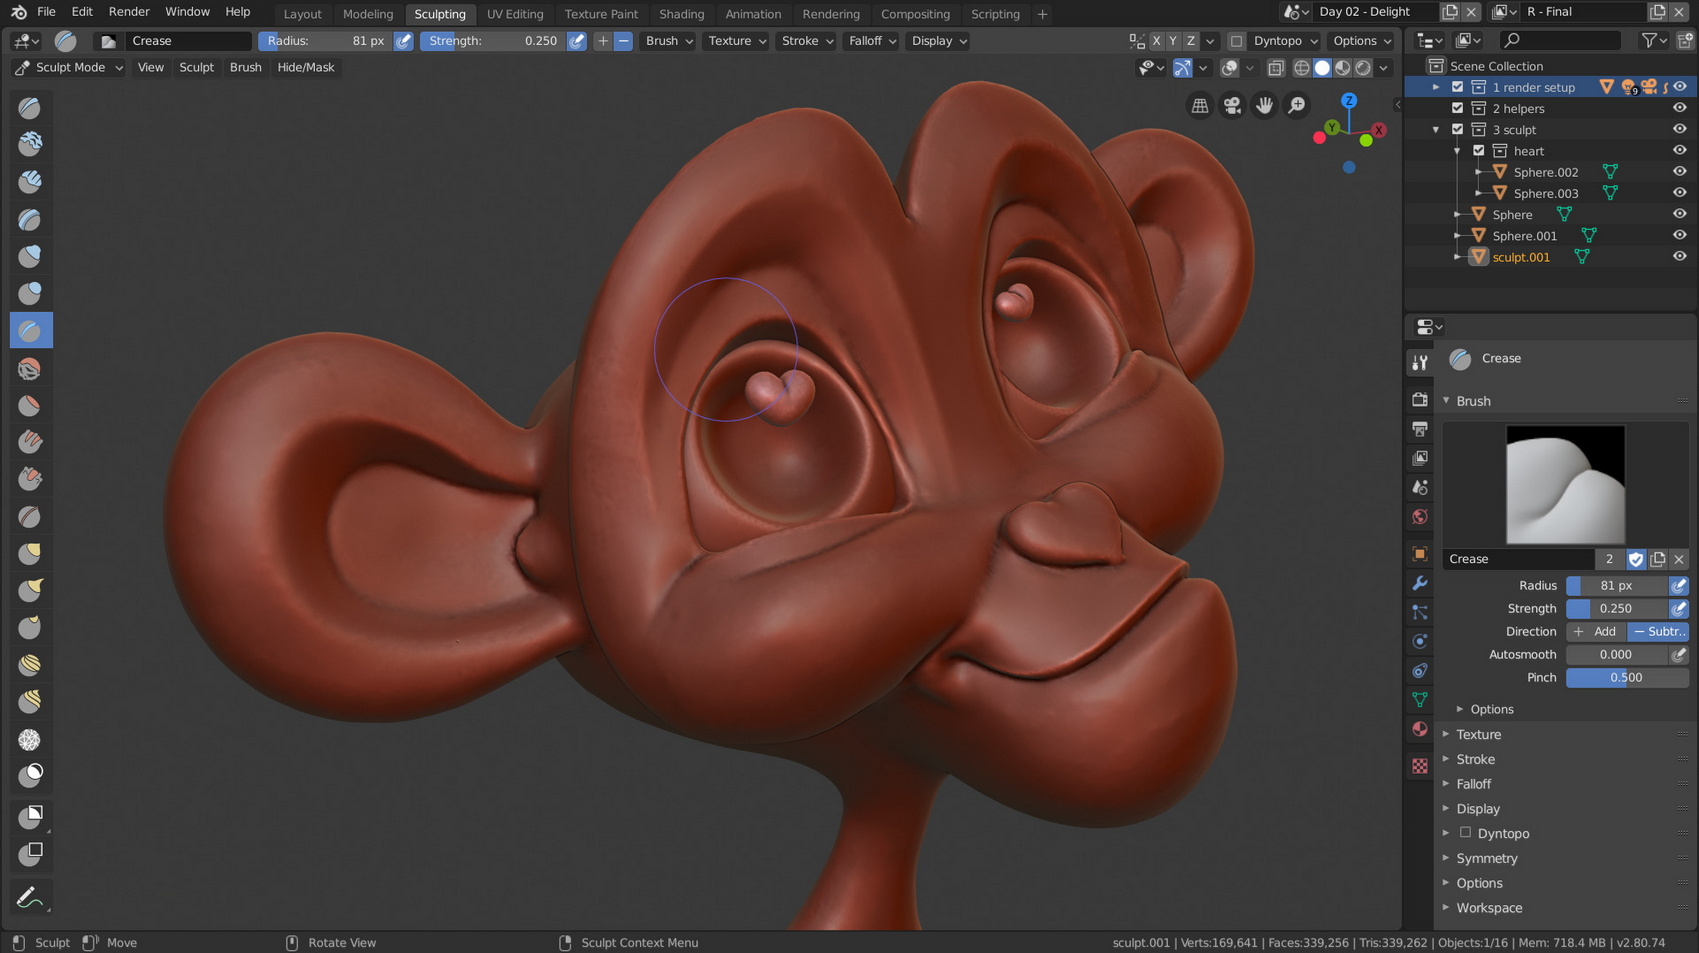 File Edit Render Window Help Layout Modeling Sculpting UV Editing Texture Paint Shading Animation Rendering Compositing Scripting + Day 02 - Delight R - Final
Crease Radius: 81 px Strength: 0.250 + − Brush Texture Stroke Falloff Display X Y Z Dyntopo Options
Sculpt Mode View Sculpt Brush Hide/Mask
Scene Collection
1 render setup 9
2 helpers
3 sculpt
heart
Sphere.002
Sphere.003
Sphere
Sphere.001
sculpt.001
Z
Y X
Crease
Brush
Crease 2
Radius 81 px
Strength 0.250
Direction + Add − Subtr..
Autosmooth 0.000
Pinch 0.500
Options
Texture
Stroke
Falloff
Display
Dyntopo
Symmetry
Options
Workspace
Sculpt Move Rotate View Sculpt Context Menu sculpt.001 | Verts:169,641 | Faces:339,256 | Tris:339,262 | Objects:1/16 | Mem: 718.4 MB | v2.80.74